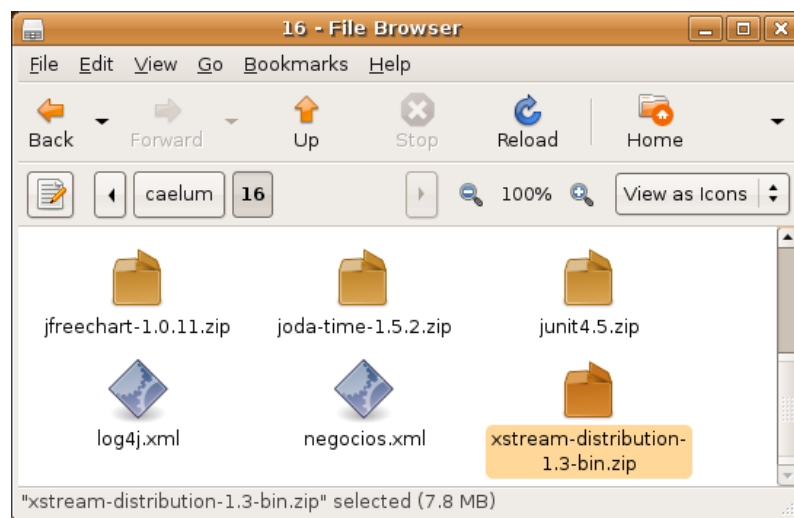 16 - File Browser
File Edit View Go Bookmarks Help
Back Forward Up Stop Reload Home
caelum 16 100% View as Icons
jfreechart-1.0.11.zip joda-time-1.5.2.zip junit4.5.zip
log4j.xml negocios.xml xstream-distribution-
1.3-bin.zip
"xstream-distribution-1.3-bin.zip" selected (7.8 MB)